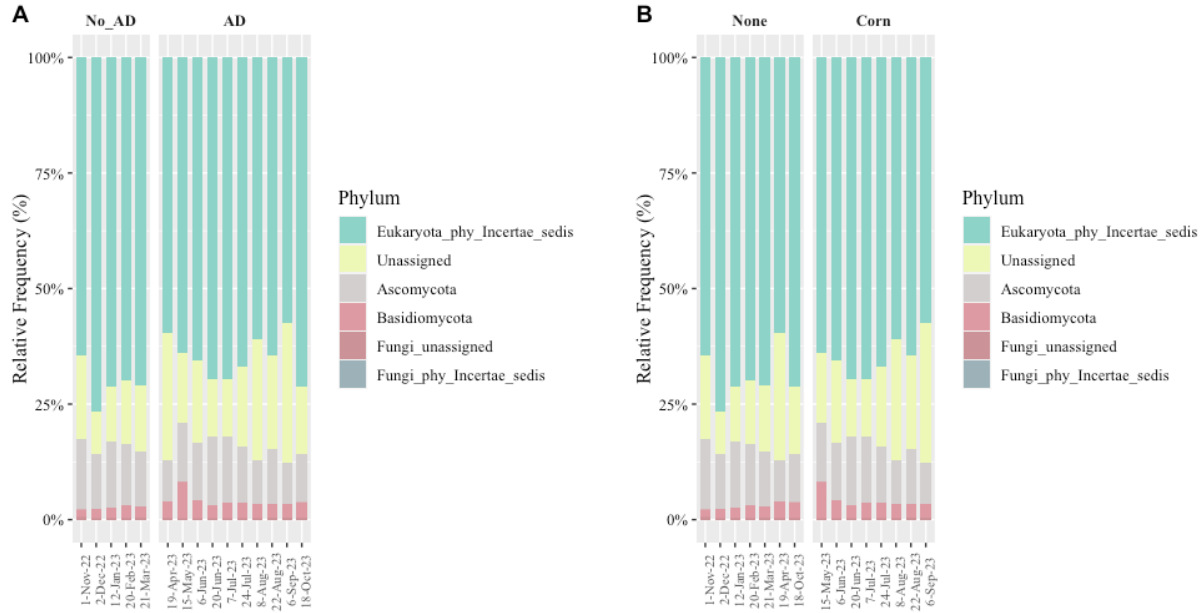 A
No_AD
AD
100%
75%
50%
25%
0%
Relative Frequency (%)
1-Nov-22
2-Dec-22
12-Jan-23
20-Feb-23
21-Mar-23
19-Apr-23
15-May-23
6-Jun-23
20-Jun-23
7-Jul-23
24-Jul-23
8-Aug-23
22-Aug-23
6-Sep-23
18-Oct-23
Phylum
Eukaryota_phy_Incertae_sedis
Unassigned
Ascomycota
Basidiomycota
Fungi_unassigned
Fungi_phy_Incertae_sedis
B
None
Corn
100%
75%
50%
25%
0%
Relative Frequency (%)
1-Nov-22
2-Dec-22
12-Jan-23
20-Feb-23
21-Mar-23
19-Apr-23
18-Oct-23
15-May-23
6-Jun-23
20-Jun-23
7-Jul-23
24-Jul-23
8-Aug-23
22-Aug-23
6-Sep-23
Phylum
Eukaryota_phy_Incertae_sedis
Unassigned
Ascomycota
Basidiomycota
Fungi_unassigned
Fungi_phy_Incertae_sedis